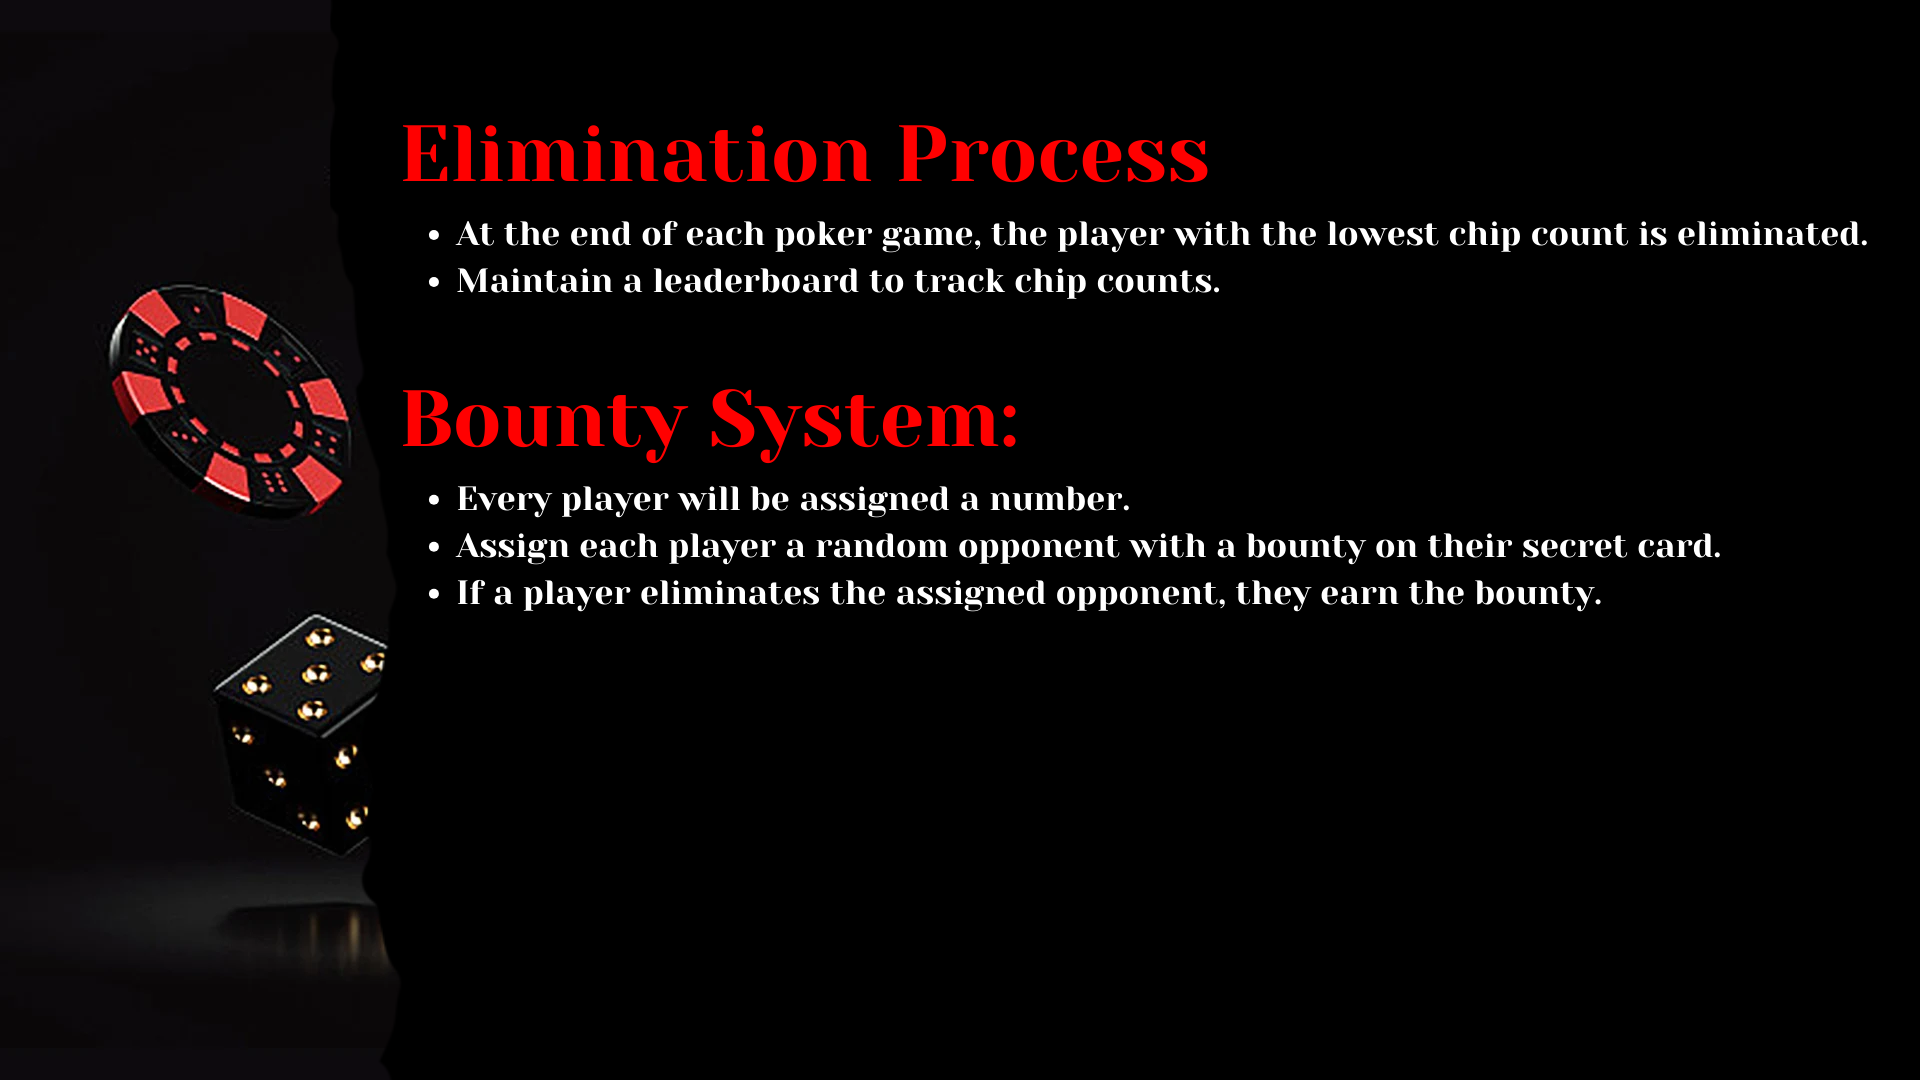 Elimination Process
• At the end of each poker game, the player with the lowest chip count is eliminated.
• Maintain a leaderboard to track chip counts.
Bounty System:
• Every player will be assigned a number.
• Assign each player a random opponent with a bounty on their secret card.
• If a player eliminates the assigned opponent, they earn the bounty.